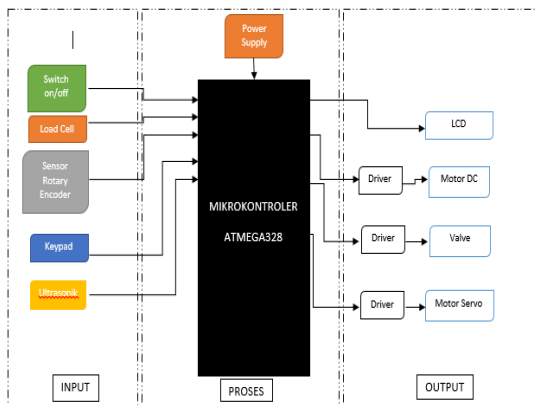 Power
Supply
Switch
on/off
Load Cell
Sensor
Rotary
Encoder
Keypad
Ultrasonik
MIKROKONTROLER
ATMEGA328
LCD
Driver
Motor DC
Driver
Valve
Driver
Motor Servo
INPUT
PROSES
OUTPUT